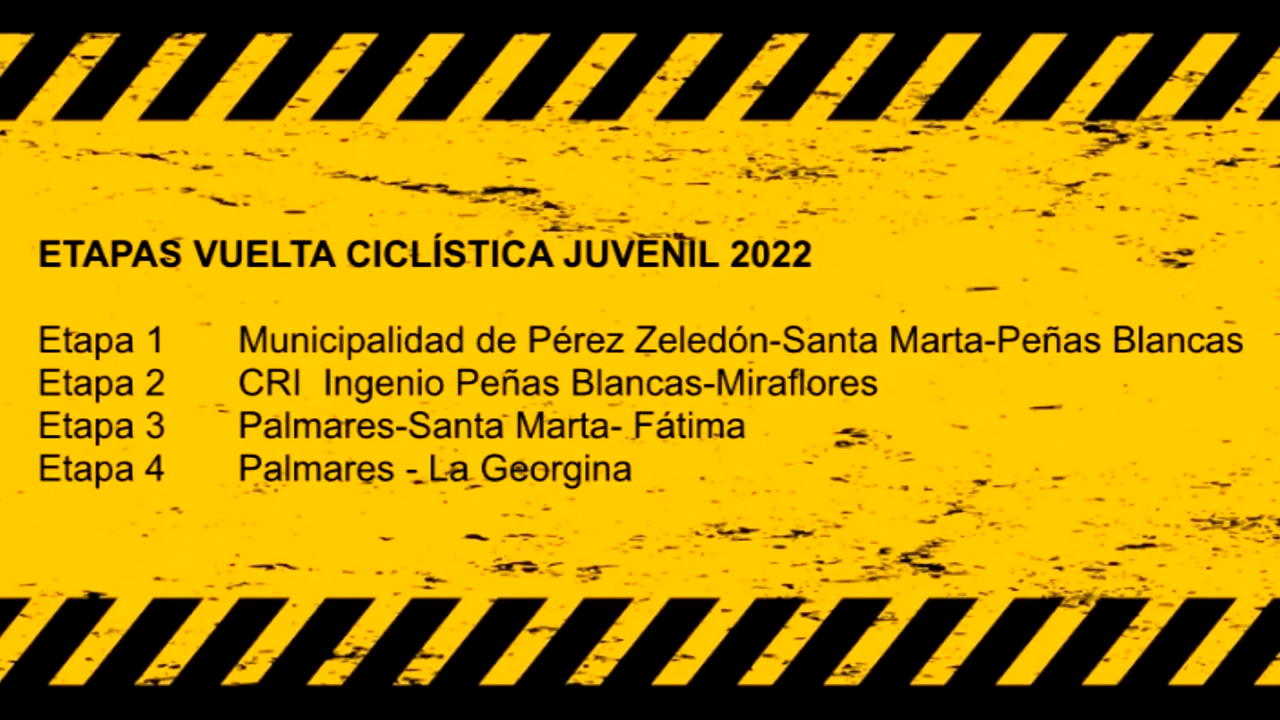 ETAPAS VUELTA CICLÍSTICA JUVENIL 2022
Etapa 1 Municipalidad de Pérez Zeledón-Santa Marta-Peñas Blancas
Etapa 2 CRI Ingenio Peñas Blancas-Miraflores
Etapa 3 Palmares-Santa Marta- Fátima
Etapa 4 Palmares - La Georgina